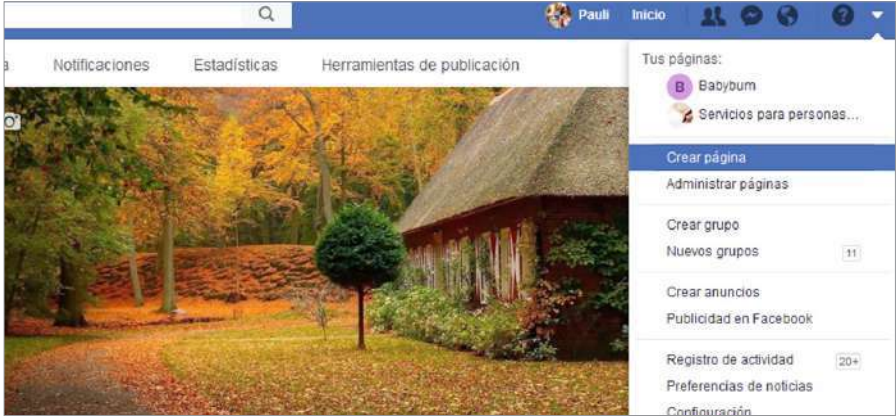 Pauli Inicio
Notificaciones Estadísticas Herramientas de publicación
Tus páginas:
B Babybum
Servicios para personas...
Crear página
Administrar páginas
Crear grupo
Nuevos grupos 11
Crear anuncios
Publicidad en Facebook
Registro de actividad 20+
Preferencias de noticias
Configuración